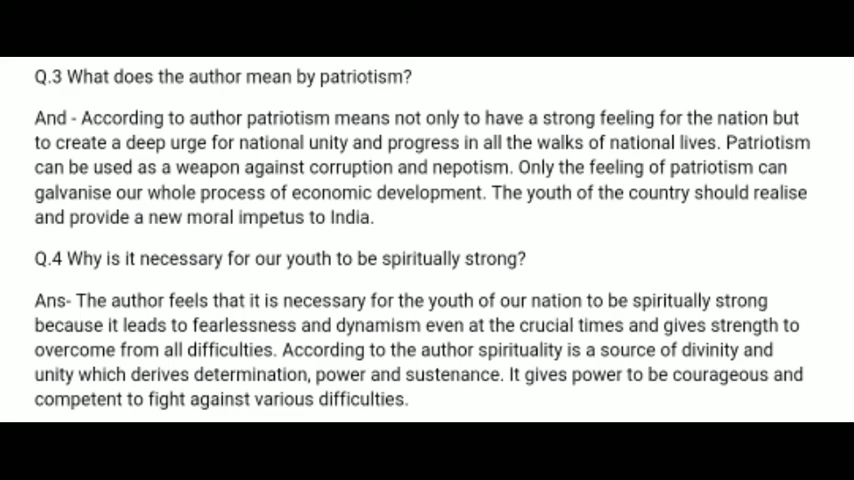 Q.3 What does the author mean by patriotism?
And - According to author patriotism means not only to have a strong feeling for the nation but
to create a deep urge for national unity and progress in all the walks of national lives. Patriotism
can be used as a weapon against corruption and nepotism. Only the feeling of patriotism can
galvanise our whole process of economic development. The youth of the country should realise
and provide a new moral impetus to India.
Q.4 Why is it necessary for our youth to be spiritually strong?
Ans- The author feels that it is necessary for the youth of our nation to be spiritually strong
because it leads to fearlessness and dynamism even at the crucial times and gives strength to
overcome from all difficulties. According to the author spirituality is a source of divinity and
unity which derives determination, power and sustenance. It gives power to be courageous and
competent to fight against various difficulties.